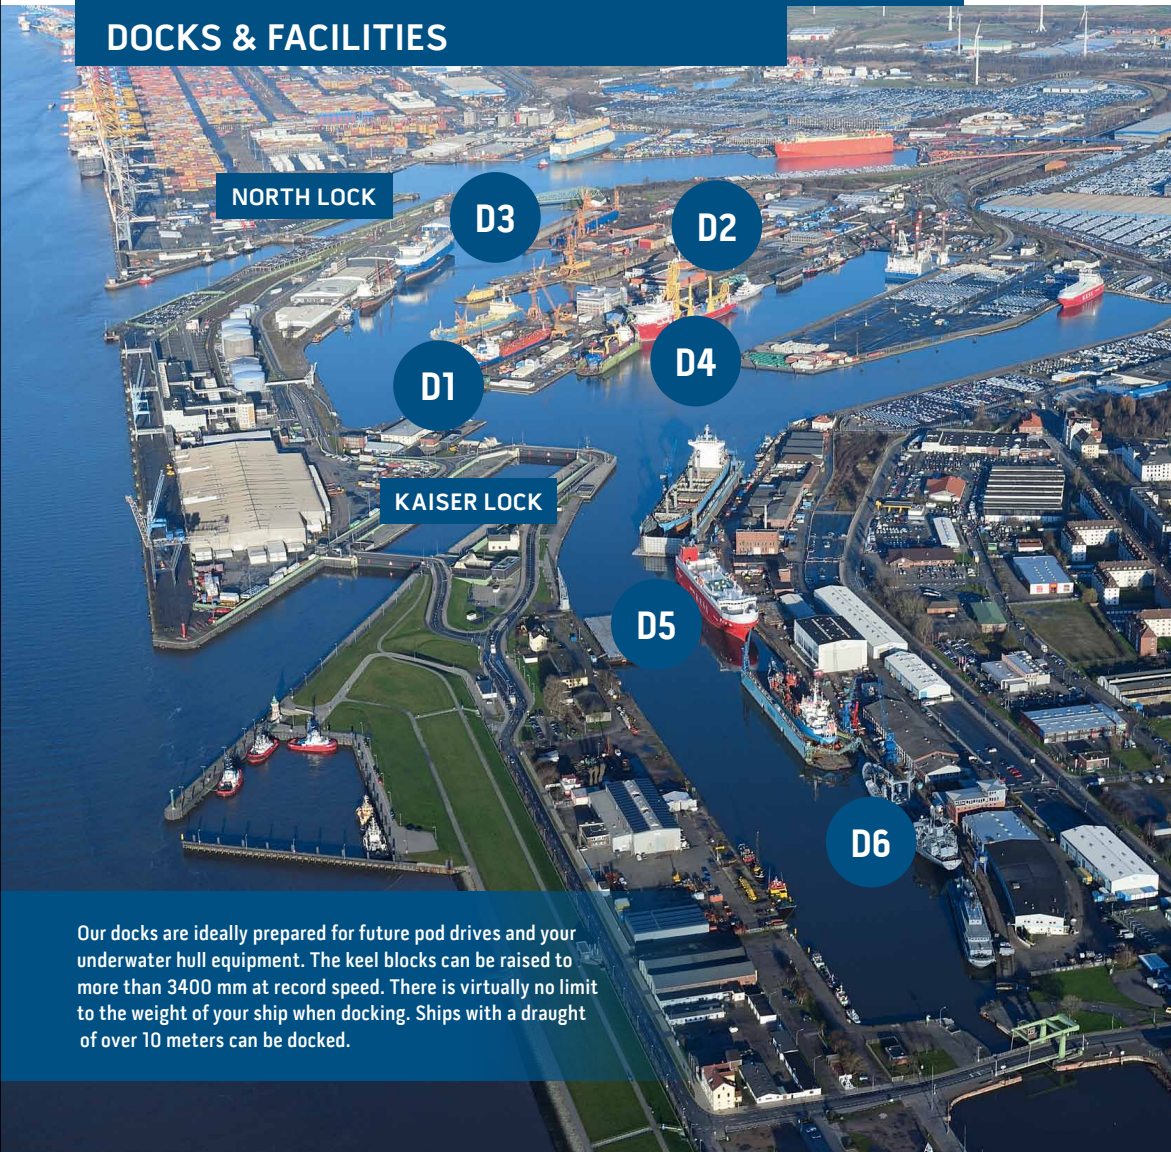 DOCKS & FACILITIES
NORTH LOCK
D3
D2
D1
D4
KAISER LOCK
D5
D6
Our docks are ideally prepared for future pod drives and your
underwater hull equipment. The keel blocks can be raised to
more than 3400 mm at record speed. There is virtually no limit
to the weight of your ship when docking. Ships with a draught
of over 10 meters can be docked.